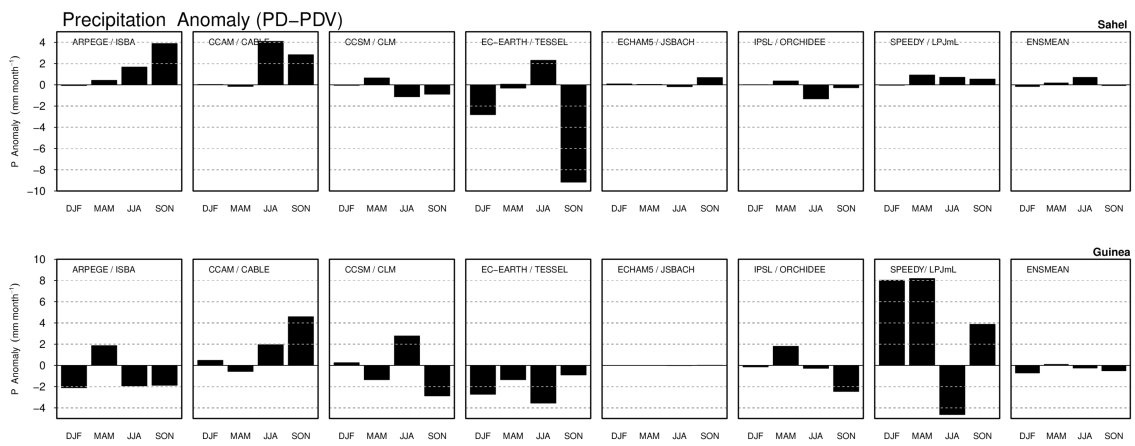 Precipitation Anomaly (PD−PDV)
Sahel
ARPEGE / ISBA
CCAM / CABLE
CCSM / CLM
EC−EARTH / TESSEL
ECHAM5 / JSBACH
IPSL / ORCHIDEE
SPEEDY / LPJmL
ENSMEAN
P Anomaly (mm month⁻¹)
4
2
0
−2
−4
−6
−8
−10
DJF MAM JJA SON
DJF MAM JJA SON
DJF MAM JJA SON
DJF MAM JJA SON
DJF MAM JJA SON
DJF MAM JJA SON
DJF MAM JJA SON
DJF MAM JJA SON
Guinea
ARPEGE / ISBA
CCAM / CABLE
CCSM / CLM
EC−EARTH / TESSEL
ECHAM5 / JSBACH
IPSL / ORCHIDEE
SPEEDY/ LPJmL
ENSMEAN
P Anomaly (mm month⁻¹)
10
8
6
4
2
0
−2
−4
DJF MAM JJA SON
DJF MAM JJA SON
DJF MAM JJA SON
DJF MAM JJA SON
DJF MAM JJA SON
DJF MAM JJA SON
DJF MAM JJA SON
DJF MAM JJA SON